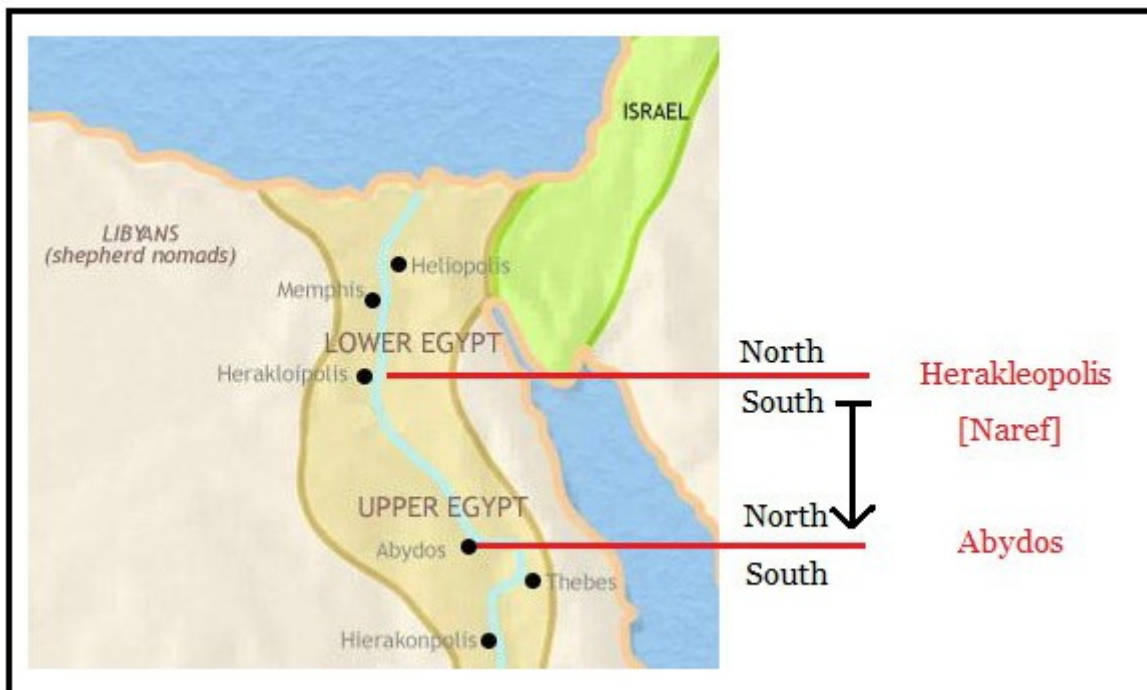 ISRAEL
LIBYANS
(shepherd nomads)
Heliopolis
Memphis
LOWER EGYPT
Herakloipolis
North
South
Herakleopolis
[Naref]
UPPER EGYPT
Abydos
North
South
Abydos
Thebes
Hierakonpolis